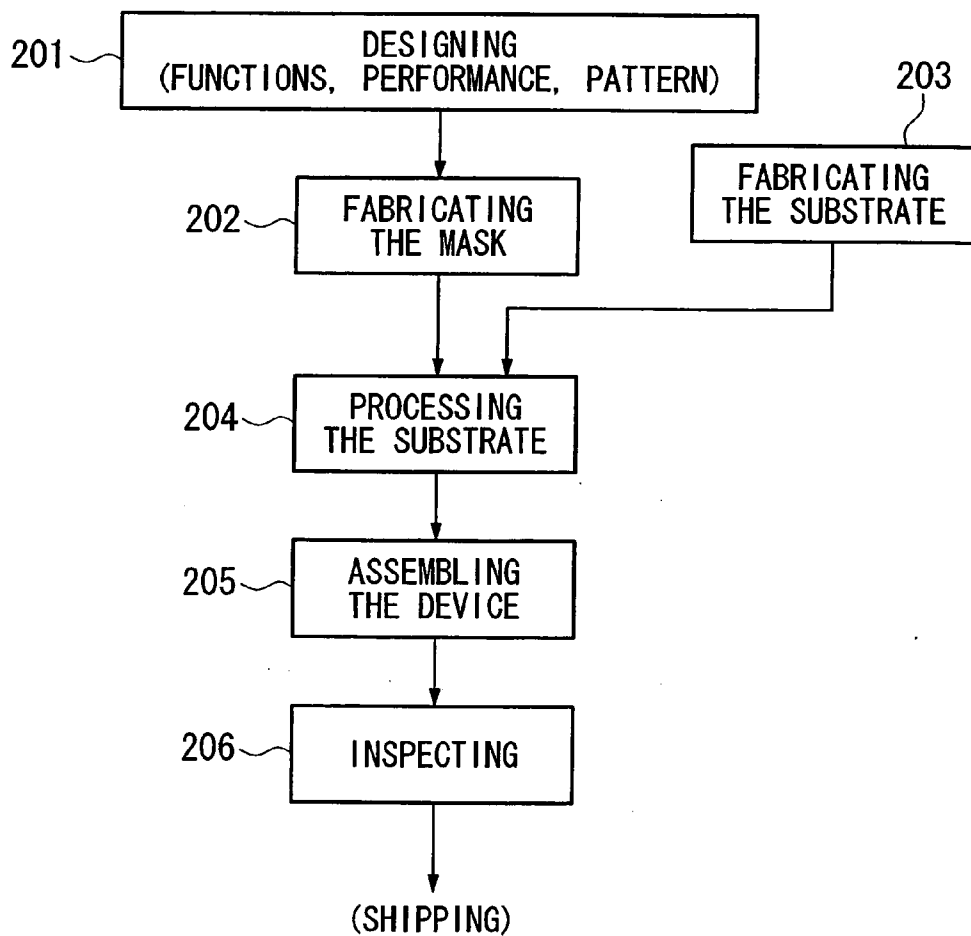 201
DESIGNING
(FUNCTIONS, PERFORMANCE, PATTERN)
203
FABRICATING
THE SUBSTRATE
202
FABRICATING
THE MASK
204
PROCESSING
THE SUBSTRATE
205
ASSEMBLING
THE DEVICE
206
INSPECTING
(SHIPPING)